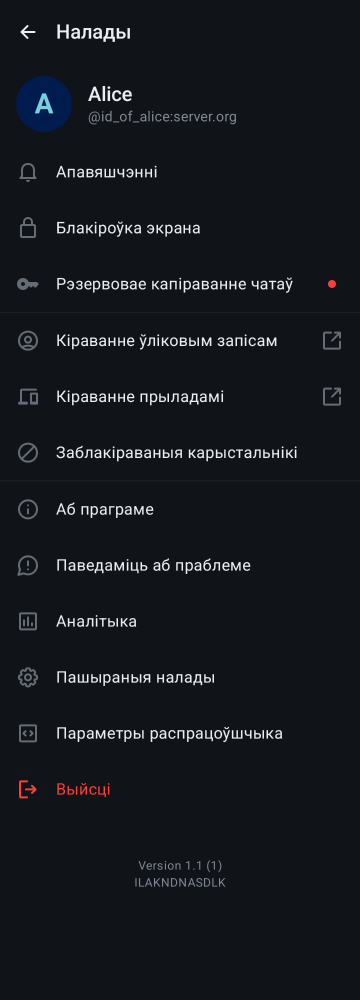 Налады
A
Alice
@id_of_alice:server.org
Апавяшчэнні
Блакіроўка экрана
Рэзервовае капіраванне чатаў
Кіраванне ўліковым запісам
Кіраванне прыладамі
Заблакіраваныя карыстальнікі
Аб праграме
Паведаміць аб праблеме
Аналітыка
Пашыраныя налады
Параметры распрацоўшчыка
Выйсці
Version 1.1 (1)
ILAKNDNASDLK